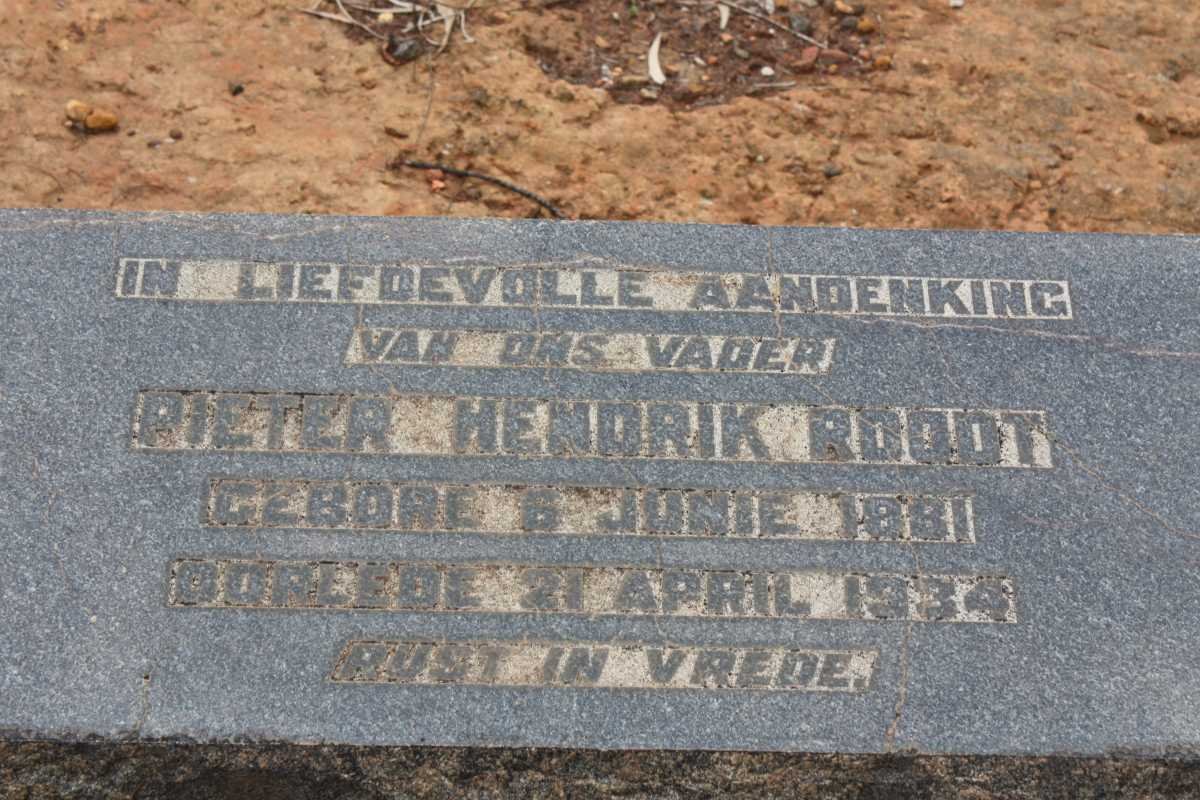 IN LIEFDEVOLLE AANDENKING
VAN ONS VADER
PIETER HENDRIK ROODT
GEBORE 6 JUNIE 1881
OORLEDE 21 APRIL 1934
RUST IN VREDE.